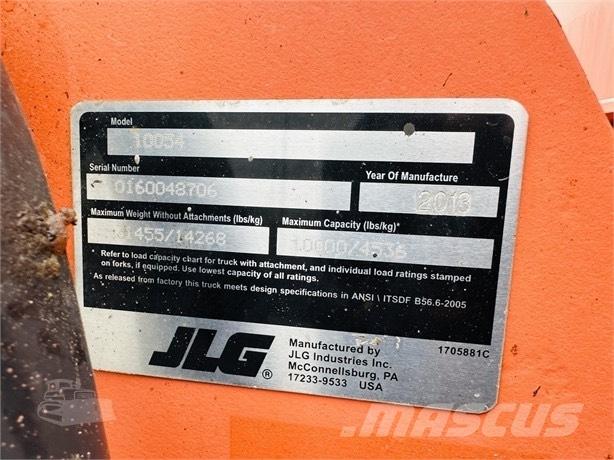 Model
10054
Serial Number
0160048706
Year Of Manufacture
2013
Maximum Weight Without Attachments (lbs/kg)
31455/14268
Maximum Capacity (lbs/kg)*
10000/4536
* Refer to load capacity chart for truck with attachment, and individual load ratings stamped
on forks, if equipped. Use lowest capacity of all ratings.
As released from factory this truck meets design specifications in ANSI \ ITSDF B56.6-2005
JLG®
Manufactured by
JLG Industries Inc.
McConnellsburg, PA
17233-9533 USA
1705881C
MASCUS